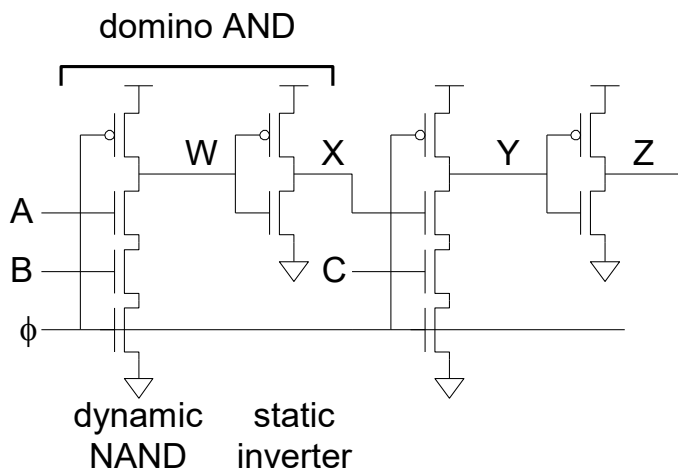 domino AND
W
X
Y
Z
A
B
C
ϕ
dynamic
NAND
static
inverter